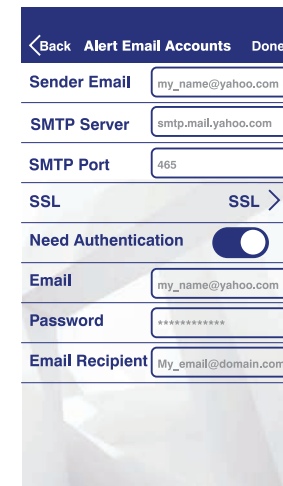 Back Alert Email Accounts Done
Sender Email my_name@yahoo.com
SMTP Server smtp.mail.yahoo.com
SMTP Port 465
SSL SSL
Need Authentication
Email my_name@yahoo.com
Password ************
Email Recipient My_email@domain.com